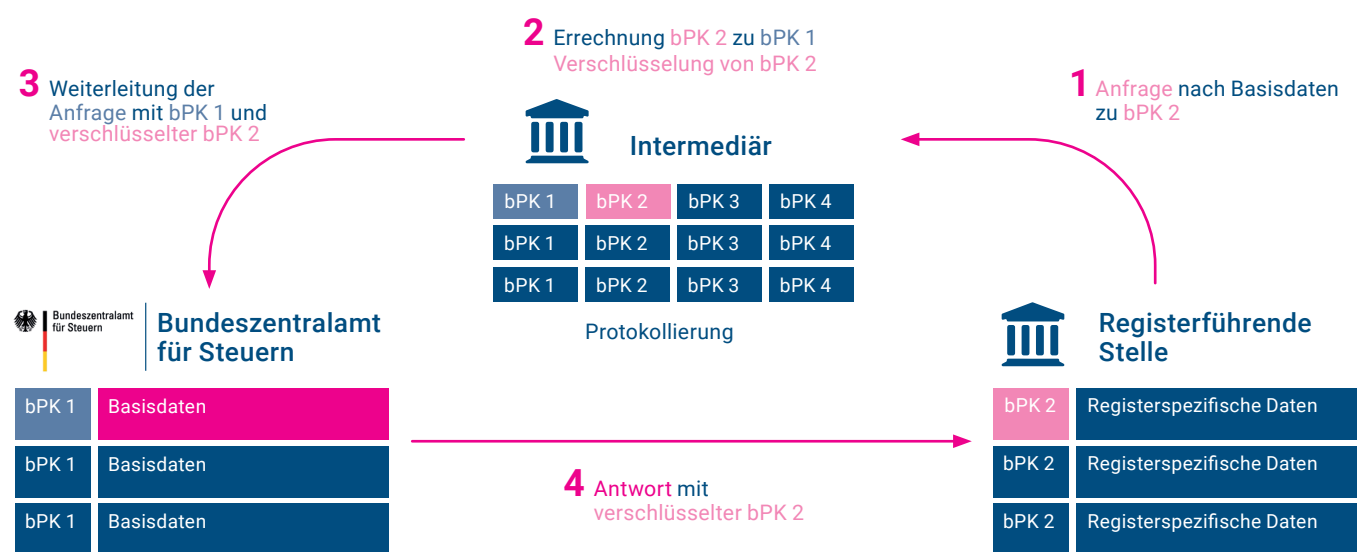 2 Errechnung bPK 2 zu bPK 1
Verschlüsselung von bPK 2
3 Weiterleitung der
Anfrage mit bPK 1 und
verschlüsselter bPK 2
1 Anfrage nach Basisdaten
zu bPK 2
Intermediär
bPK 1 bPK 2 bPK 3 bPK 4
bPK 1 bPK 2 bPK 3 bPK 4
bPK 1 bPK 2 bPK 3 bPK 4
Protokollierung
Bundeszentralamt
für Steuern
Bundeszentralamt
für Steuern
bPK 1 Basisdaten
bPK 1 Basisdaten
bPK 1 Basisdaten
Registerführende
Stelle
bPK 2 Registerspezifische Daten
bPK 2 Registerspezifische Daten
bPK 2 Registerspezifische Daten
4 Antwort mit
verschlüsselter bPK 2